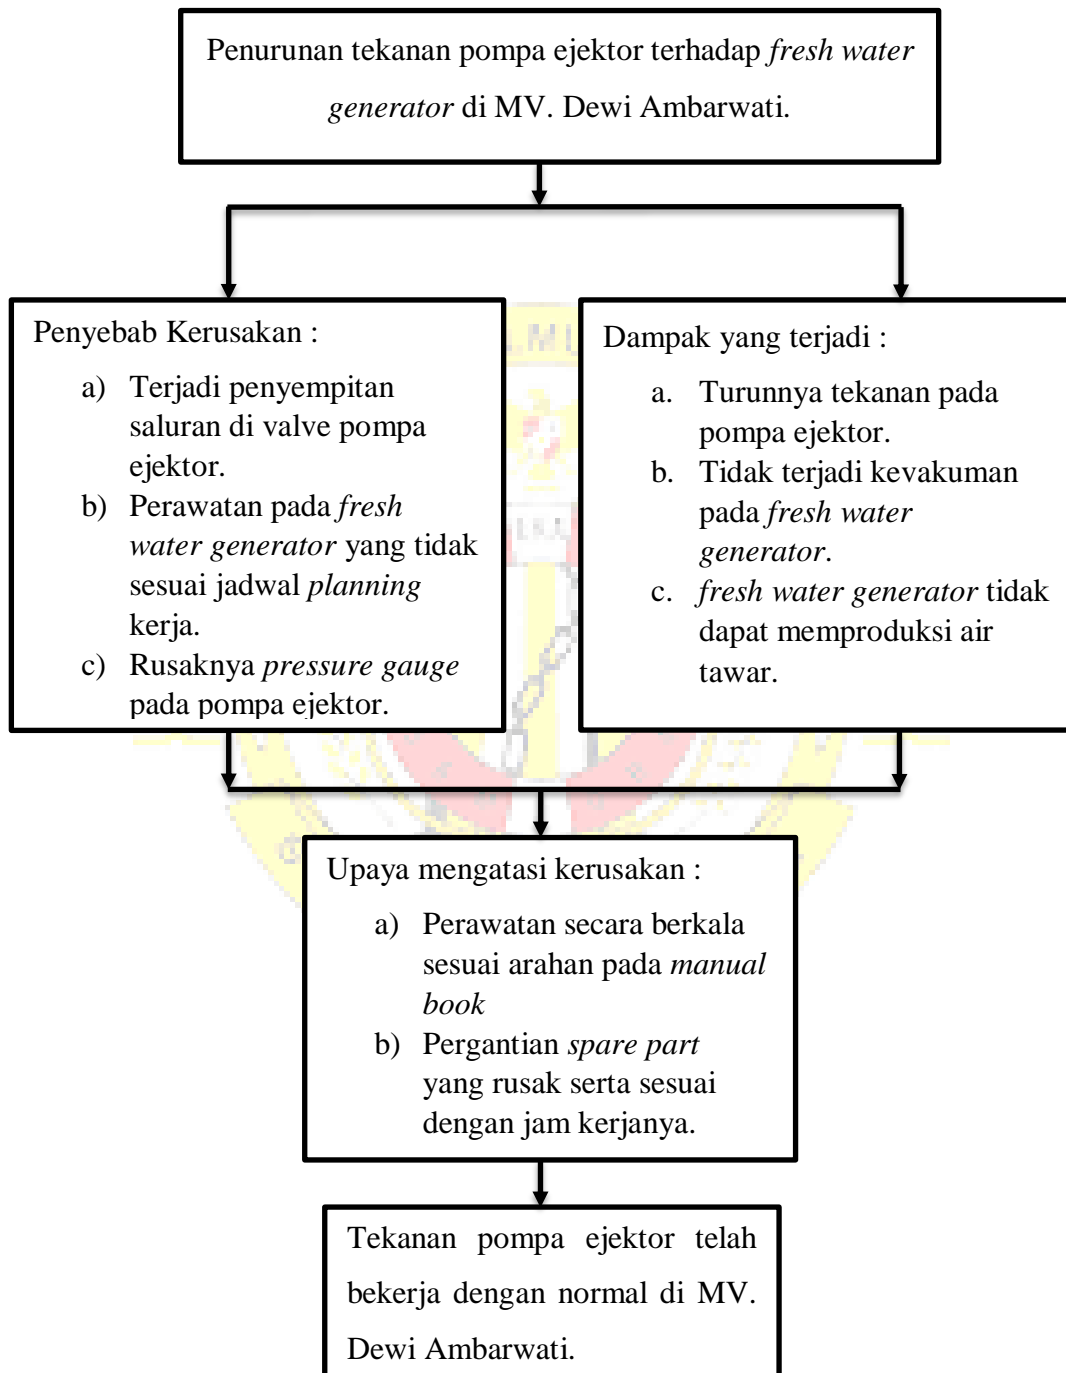 Penurunan tekanan pompa ejektor terhadap fresh water
generator di MV. Dewi Ambarwati.
Penyebab Kerusakan :
a) Terjadi penyempitan
saluran di valve pompa
ejektor.
b) Perawatan pada fresh
water generator yang tidak
sesuai jadwal planning
kerja.
c) Rusaknya pressure gauge
pada pompa ejektor.
Dampak yang terjadi :
a. Turunnya tekanan pada
pompa ejektor.
b. Tidak terjadi kevakuman
pada fresh water
generator.
c. fresh water generator tidak
dapat memproduksi air
tawar.
Upaya mengatasi kerusakan :
a) Perawatan secara berkala
sesuai arahan pada manual
book
b) Pergantian spare part
yang rusak serta sesuai
dengan jam kerjanya.
Tekanan pompa ejektor telah
bekerja dengan normal di MV.
Dewi Ambarwati.